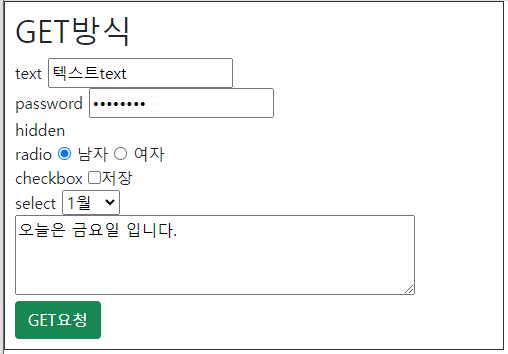 GET방식
text 텍스트text
password ••••••••
hidden
radio 남자 여자
checkbox 저장
select 1월
오늘은 금요일 입니다.
GET요청